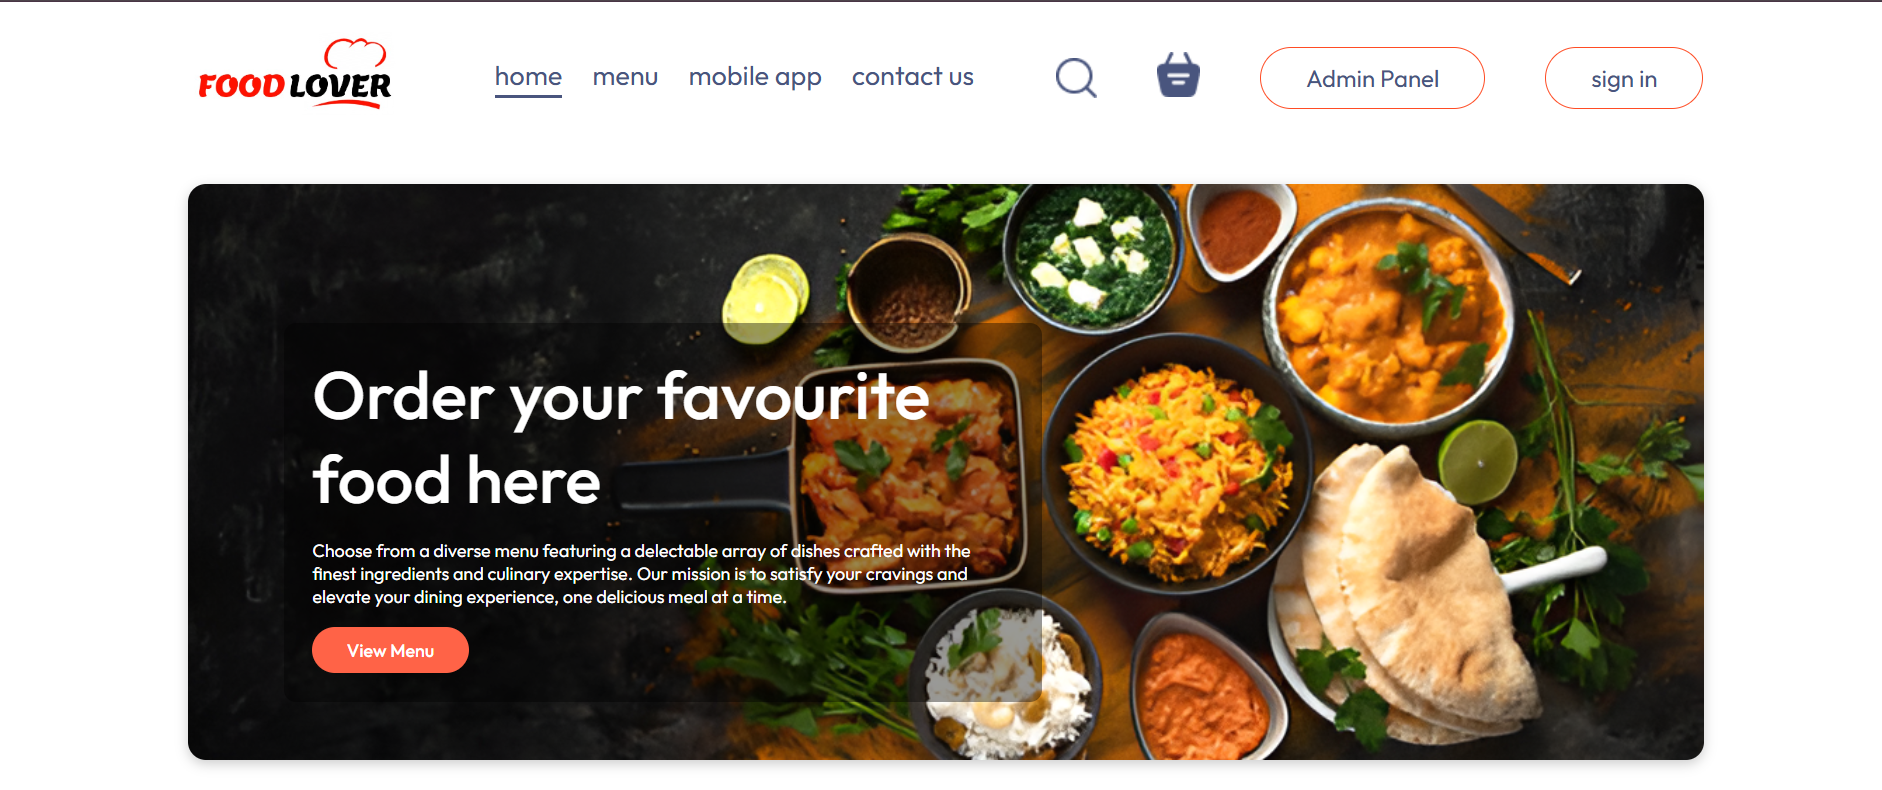 FOOD LOVER
home
menu
mobile app
contact us
Admin Panel
sign in
Order your favourite
food here
Choose from a diverse menu featuring a delectable array of dishes crafted with the
finest ingredients and culinary expertise. Our mission is to satisfy your cravings and
elevate your dining experience, one delicious meal at a time.
View Menu